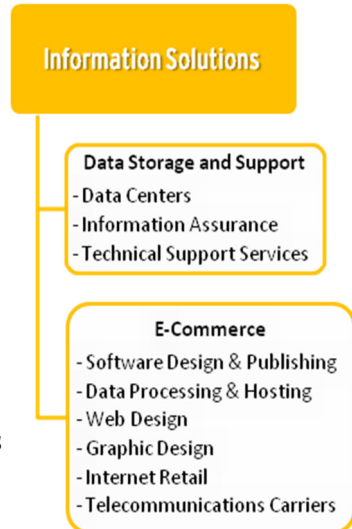 Information Solutions
Data Storage and Support
- Data Centers
- Information Assurance
- Technical Support Services
E-Commerce
- Software Design & Publishing
- Data Processing & Hosting
- Web Design
- Graphic Design
- Internet Retail
- Telecommunications Carriers